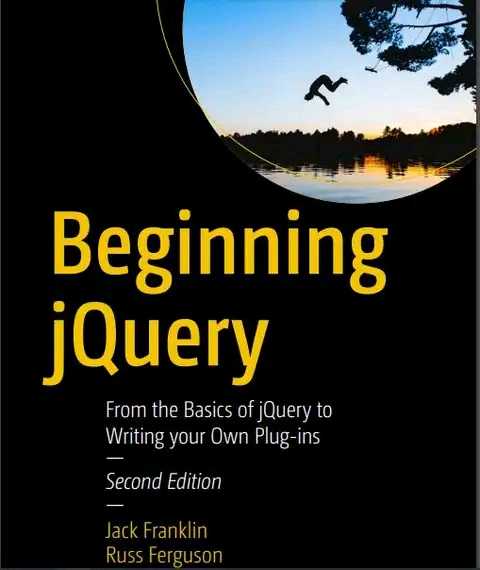 Beginning
jQuery
From the Basics of jQuery to
Writing your Own Plug-ins
Second Edition
Jack Franklin
Russ Ferguson